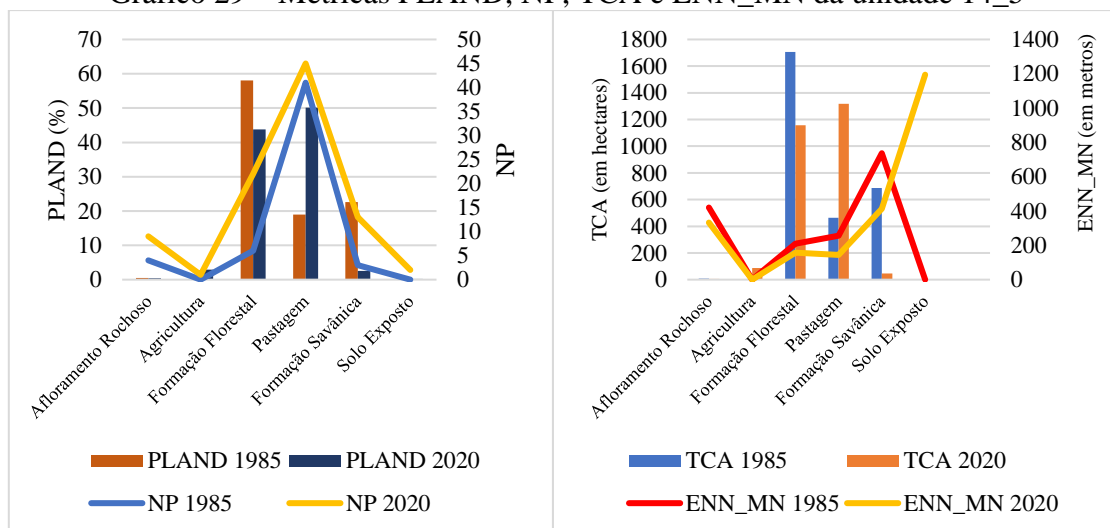 Gráfico 29 – Métricas PLAND, NP, TCA e ENN_MN da unidade T4_3
70
60
50
40
30
20
10
0
PLAND (%)
50
45
40
35
30
25
20
15
10
5
0
NP
Afloramento Rochoso
Agricultura
Formação Florestal
Pastagem
Formação Savânica
Solo Exposto
PLAND 1985
PLAND 2020
NP 1985
NP 2020
1800
1600
1400
1200
1000
800
600
400
200
0
TCA (em hectares)
1400
1200
1000
800
600
400
200
0
ENN_MN (em metros)
Afloramento Rochoso
Agricultura
Formação Florestal
Pastagem
Formação Savânica
Solo Exposto
TCA 1985
TCA 2020
ENN_MN 1985
ENN_MN 2020